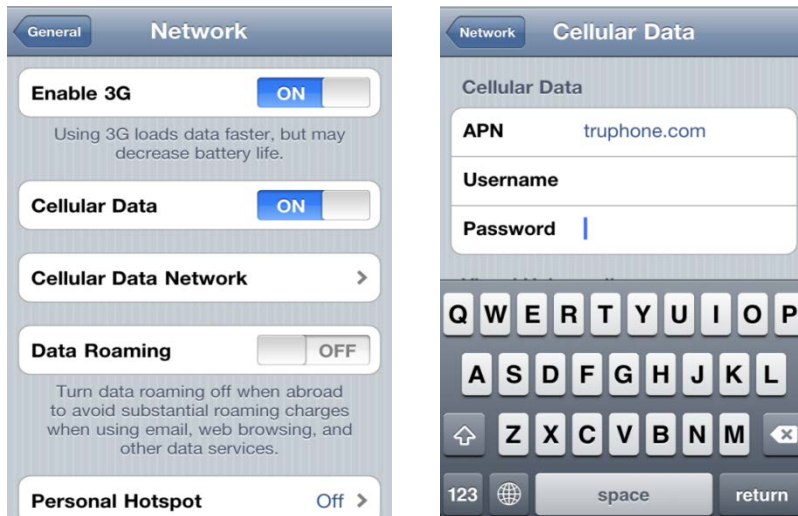 General
Network
Enable 3G
ON
Using 3G loads data faster, but may
decrease battery life.
Cellular Data
ON
Cellular Data Network
Data Roaming
OFF
Turn data roaming off when abroad
to avoid substantial roaming charges
when using email, web browsing, and
other data services.
Personal Hotspot Off
Network
Cellular Data
Cellular Data
APN truphone.com
Username
Password
Q W E R T Y U I O P
A S D F G H J K L
Z X C V B N M
123 space return